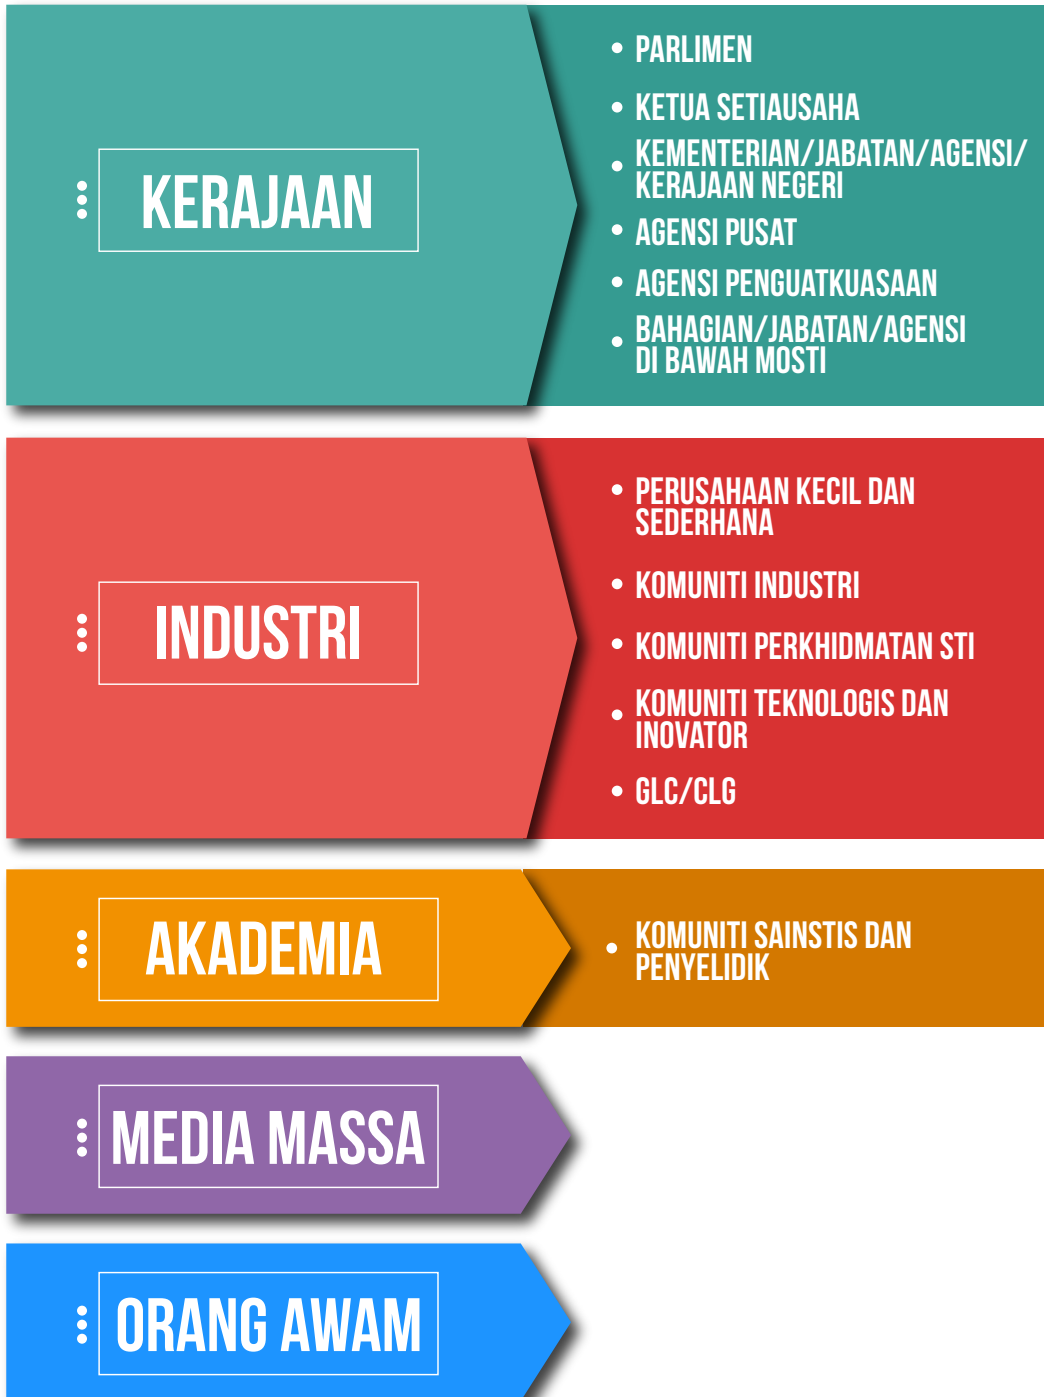 KERAJAAN
• PARLIMEN
• KETUA SETIAUSAHA
• KEMENTERIAN/JABATAN/AGENSI/
KERAJAAN NEGERI
• AGENSI PUSAT
• AGENSI PENGUATKUASAAN
• BAHAGIAN/JABATAN/AGENSI
DI BAWAH MOSTI
INDUSTRI
• PERUSAHAAN KECIL DAN
SEDERHANA
• KOMUNITI INDUSTRI
• KOMUNITI PERKHIDMATAN STI
• KOMUNITI TEKNOLOGIS DAN
INOVATOR
• GLC/CLG
AKADEMIA
• KOMUNITI SAINSTIS DAN
PENYELIDIK
MEDIA MASSA
ORANG AWAM